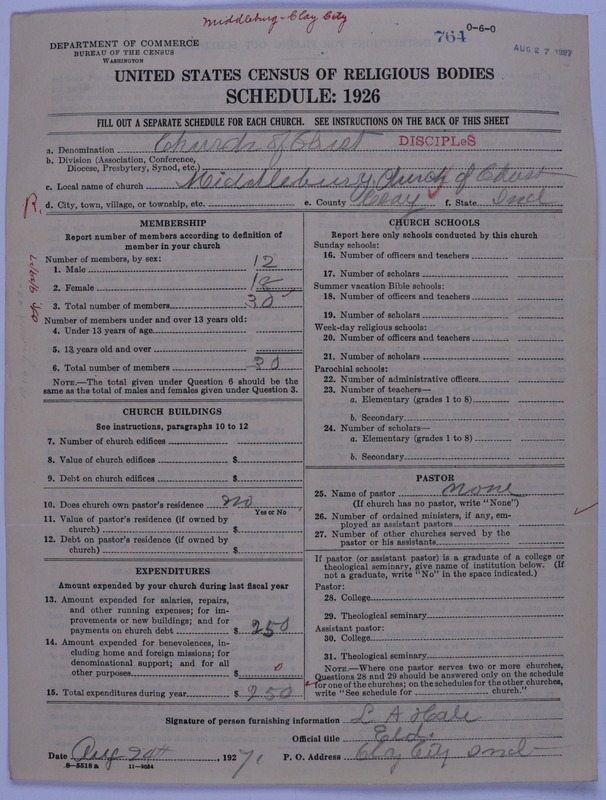 Middlebury - Clay City
764 0-6-0
AUG 27 1927
DEPARTMENT OF COMMERCE
BUREAU OF THE CENSUS
WASHINGTON
UNITED STATES CENSUS OF RELIGIOUS BODIES
SCHEDULE: 1926
FILL OUT A SEPARATE SCHEDULE FOR EACH CHURCH. SEE INSTRUCTIONS ON THE BACK OF THIS SHEET
a. Denomination Church of Christ DISCIPLES
b. Division (Association, Conference,
Diocese, Presbytery, Synod, etc.)
c. Local name of church Middlebury Church of Christ
R. d. City, town, village, or township, etc. e. County Clay f. State Ind
MEMBERSHIP
Report number of members according to definition of
member in your church
Number of members, by sex:
1. Male 12
2. Female 18
3. Total number of members 30
Number of members under and over 13 years old:
4. Under 13 years of age
5. 13 years old and over
6. Total number of members 30
NOTE.—The total given under Question 6 should be the
same as the total of males and females given under Question 3.
CHURCH BUILDINGS
See instructions, paragraphs 10 to 12
7. Number of church edifices
8. Value of church edifices $
9. Debt on church edifices $
10. Does church own pastor's residence no
Yes or No
11. Value of pastor's residence (if owned by
church) $
12. Debt on pastor's residence (if owned by
church) $
EXPENDITURES
Amount expended by your church during last fiscal year
13. Amount expended for salaries, repairs,
and other running expenses; for im-
provements or new buildings; and for
payments on church debt $ 250
14. Amount expended for benevolences, in-
cluding home and foreign missions; for
denominational support; and for all
other purposes $ 0
15. Total expenditures during year $ 250
CHURCH SCHOOLS
Report here only schools conducted by this church
Sunday schools:
16. Number of officers and teachers
17. Number of scholars
Summer vacation Bible schools:
18. Number of officers and teachers
19. Number of scholars
Week-day religious schools:
20. Number of officers and teachers
21. Number of scholars
Parochial schools:
22. Number of administrative officers
23. Number of teachers—
a. Elementary (grades 1 to 8)
b. Secondary
24. Number of scholars—
a. Elementary (grades 1 to 8)
b. Secondary
PASTOR
25. Name of pastor none
(If church has no pastor, write "None")
26. Number of ordained ministers, if any, em-
ployed as assistant pastors
27. Number of other churches served by the
pastor or his assistants
If pastor (or assistant pastor) is a graduate of a college or
theological seminary, give name of institution below. (If
not a graduate, write "No" in the space indicated.)
Pastor:
28. College
29. Theological seminary
Assistant pastor:
30. College
31. Theological seminary
NOTE.—Where one pastor serves two or more churches,
Questions 28 and 29 should be answered only on the schedule
for one of the churches; on the schedules for the other churches,
write "See schedule for church."
Signature of person furnishing information L A Hale
Official title Eld.
Date Aug 24th, 1927. P. O. Address Clay City Ind
8-5518a 11-9034